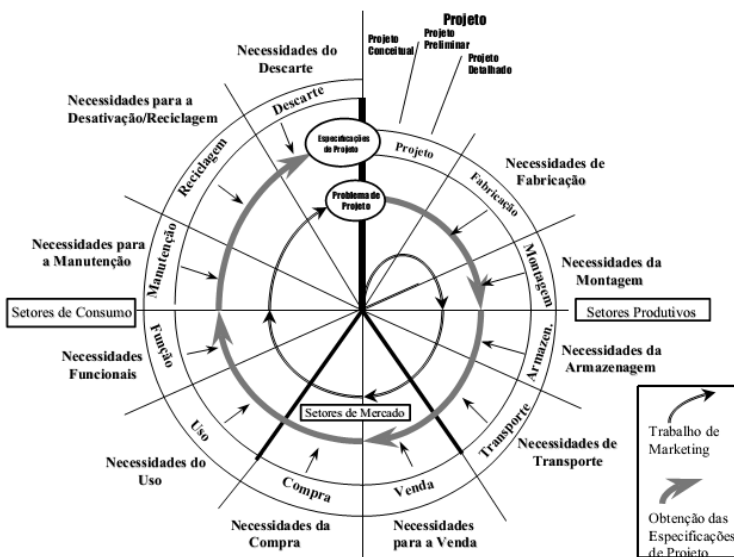 Projeto
Projeto
Conceitual
Projeto
Preliminar
Projeto
Detalhado
Necessidades do
Descarte
Necessidades para a
Desativação/Reciclagem
Descarte
Especificações
de Projeto
Projeto
Necessidades de
Fabricação
Reciclagem
Fabricação
Problema de
Projeto
Necessidades para
a Manutenção
Manutenção
Montagem
Necessidades da
Montagem
Setores de Consumo
Setores Produtivos
Função
Armazen.
Necessidades
Funcionais
Necessidades da
Armazenagem
Setores de Mercado
Uso
Transporte
Necessidades do
Uso
Necessidades de
Transporte
Compra
Venda
Necessidades da
Compra
Necessidades
para a Venda
Trabalho de
Marketing
Obtenção das
Especificações
de Projeto